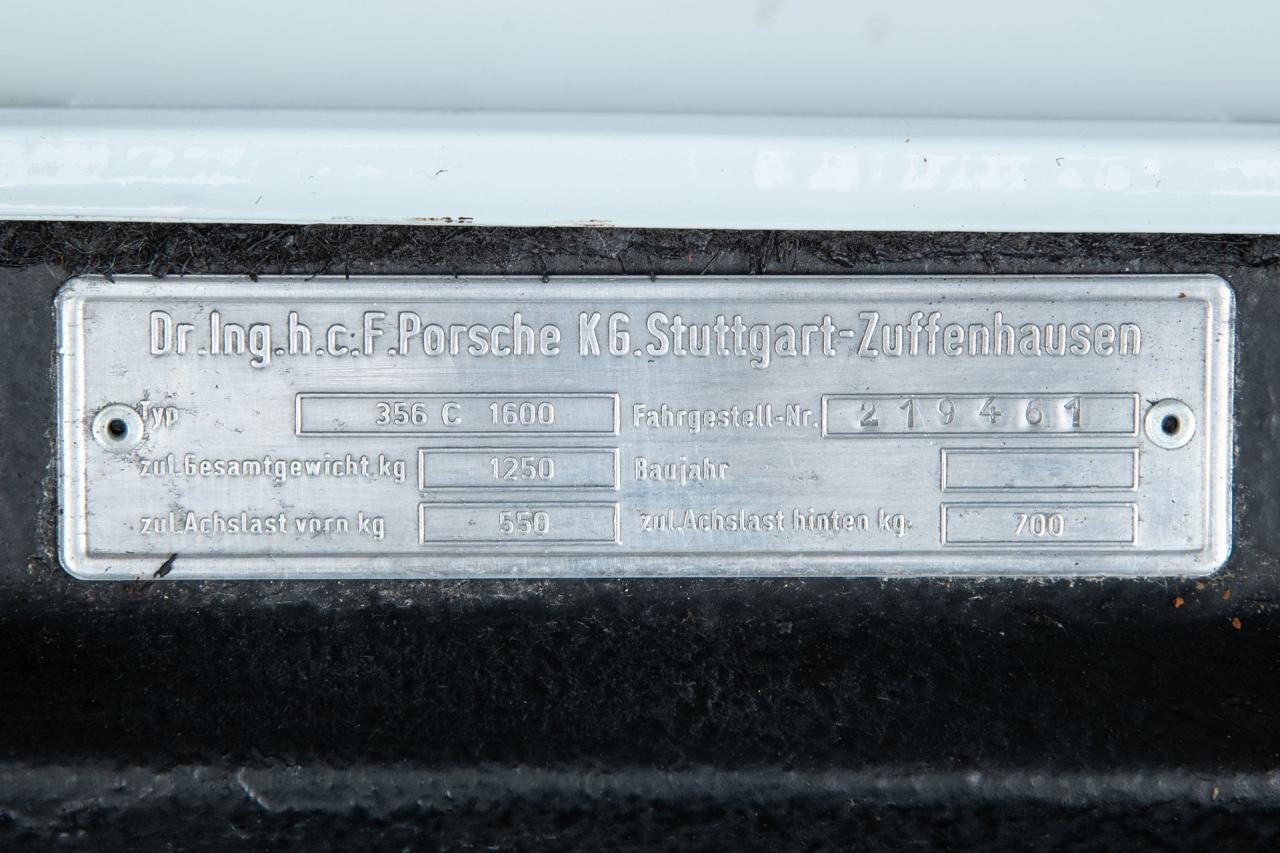 Dr.Ing.h.c.F.Porsche KG.Stuttgart-Zuffenhausen
Typ 356 C 1600 Fahrgestell-Nr. 219461
zul.Gesamtgewicht.kg 1250 Baujahr
zul.Achslast vorn kg 550 zul.Achslast hinten kg. 700